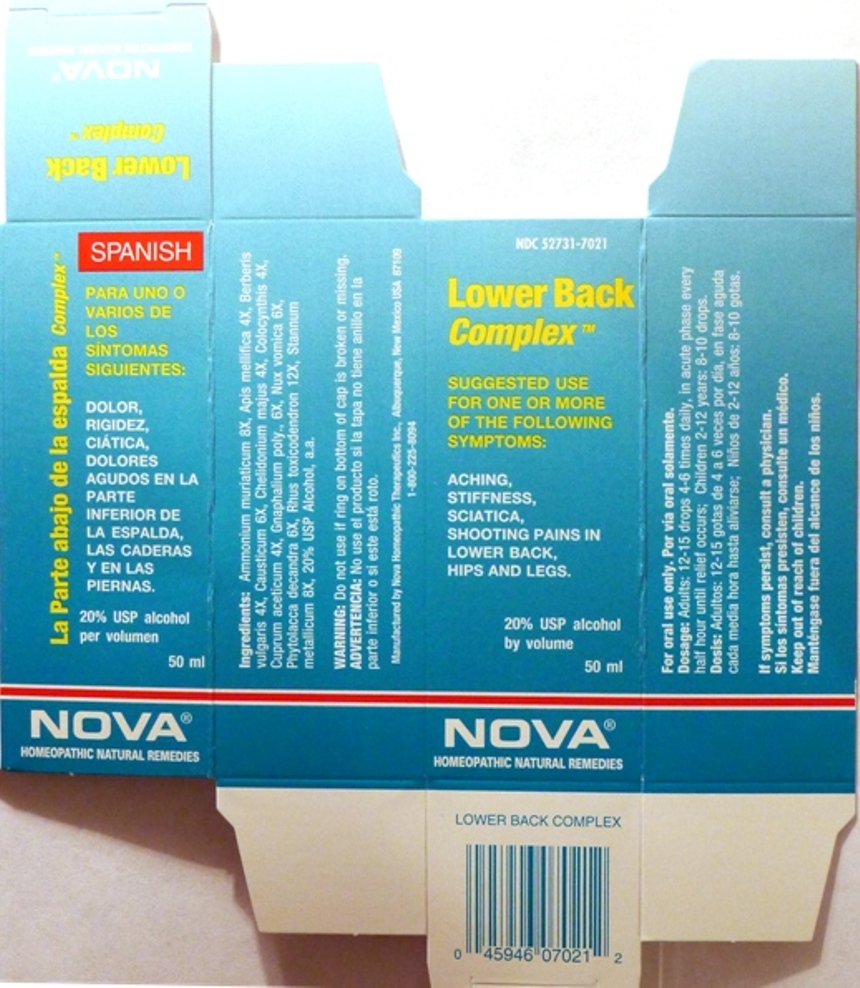 HOMEOPATHIC NATURAL REMEDIES
NOVA®
Complex™
Lower Back
La Parte abajo de la espalda Complex™
SPANISH
PARA UNO O
VARIOS DE
LOS
SÍNTOMAS
SIGUIENTES:
DOLOR,
RIGIDEZ,
CIÁTICA,
DOLORES
AGUDOS EN LA
PARTE
INFERIOR DE
LA ESPALDA,
LAS CADERAS
Y EN LAS
PIERNAS.
20% USP alcohol
per volumen
50 ml
NOVA®
HOMEOPATHIC NATURAL REMEDIES
Ingredients: Ammonium muriaticum 8X, Apis mellifica 4X, Berberis
vulgaris 4X, Causticum 6X, Chelidonium majus 4X, Colocynthis 4X,
Cuprum aceticum 4X, Gnaphalium poly., 6X, Nux vomica 6X,
Phytolacca decandra 6X, Rhus toxicodendron 12X, Stannum
metallicum 8X, 20% USP Alcohol, a.a.
WARNING: Do not use if ring on bottom of cap is broken or missing.
ADVERTENCIA: No use el producto si la tapa no tiene anillo en la
parte inferior o si este está roto.
Manufactured by Nova Homeopathic Therapeutics Inc., Albuquerque, New Mexico USA 87109
1-800-225-8094
NDC 52731-7021
Lower Back
Complex™
SUGGESTED USE
FOR ONE OR MORE
OF THE FOLLOWING
SYMPTOMS:
ACHING,
STIFFNESS,
SCIATICA,
SHOOTING PAINS IN
LOWER BACK,
HIPS AND LEGS.
20% USP alcohol
by volume
50 ml
NOVA®
HOMEOPATHIC NATURAL REMEDIES
LOWER BACK COMPLEX
0 45946 07021 2
For oral use only. Por via oral solamente.
Dosage: Adults: 12-15 drops 4-6 times daily, in acute phase every
half hour until relief occurs; Children 2-12 years: 8-10 drops.
Dosis: Adultos: 12-15 gotas de 4 a 6 veces por día, en fase aguda
cada media hora hasta aliviarse; Niños de 2-12 años: 8-10 gotas.
If symptoms persist, consult a physician.
Si los síntomas presisten, consulte un médico.
Keep out of reach of children.
Manténgase fuera del alcance de los niños.